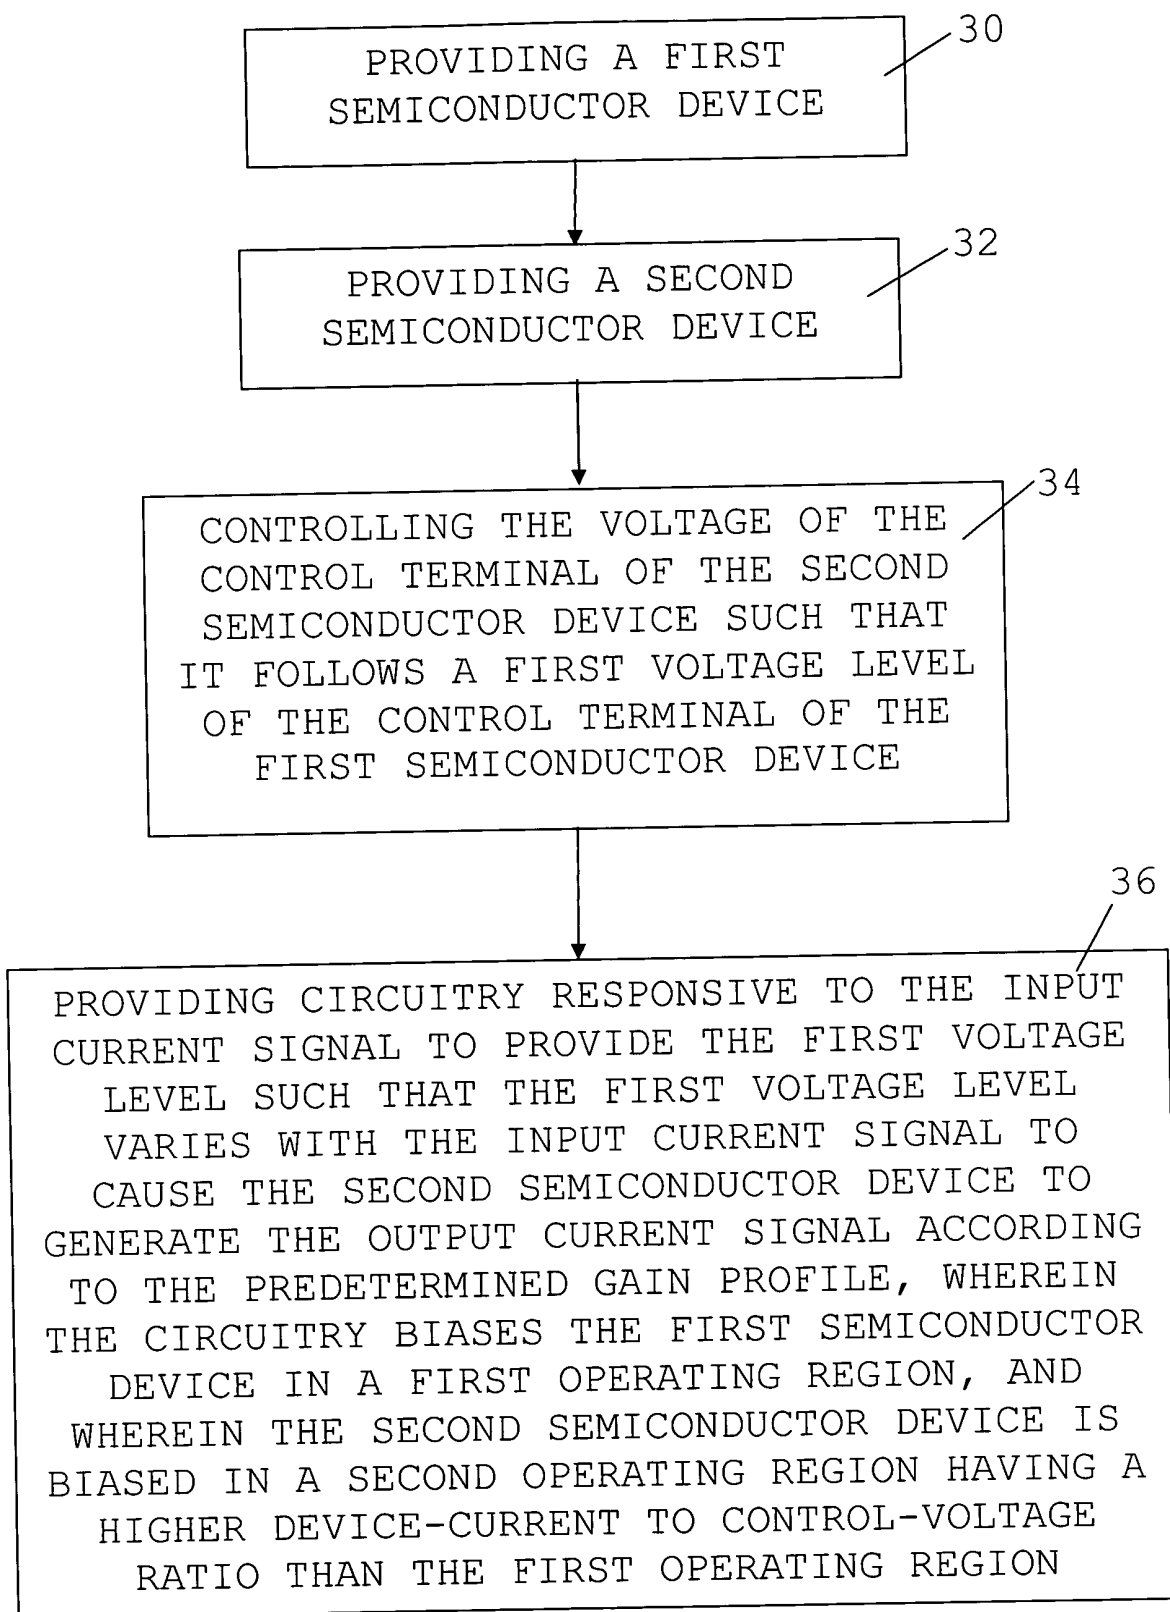 30
PROVIDING A FIRST
SEMICONDUCTOR DEVICE
32
PROVIDING A SECOND
SEMICONDUCTOR DEVICE
34
CONTROLLING THE VOLTAGE OF THE
CONTROL TERMINAL OF THE SECOND
SEMICONDUCTOR DEVICE SUCH THAT
IT FOLLOWS A FIRST VOLTAGE LEVEL
OF THE CONTROL TERMINAL OF THE
FIRST SEMICONDUCTOR DEVICE
36
PROVIDING CIRCUITRY RESPONSIVE TO THE INPUT
CURRENT SIGNAL TO PROVIDE THE FIRST VOLTAGE
LEVEL SUCH THAT THE FIRST VOLTAGE LEVEL
VARIES WITH THE INPUT CURRENT SIGNAL TO
CAUSE THE SECOND SEMICONDUCTOR DEVICE TO
GENERATE THE OUTPUT CURRENT SIGNAL ACCORDING
TO THE PREDETERMINED GAIN PROFILE, WHEREIN
THE CIRCUITRY BIASES THE FIRST SEMICONDUCTOR
DEVICE IN A FIRST OPERATING REGION, AND
WHEREIN THE SECOND SEMICONDUCTOR DEVICE IS
BIASED IN A SECOND OPERATING REGION HAVING A
HIGHER DEVICE-CURRENT TO CONTROL-VOLTAGE
RATIO THAN THE FIRST OPERATING REGION